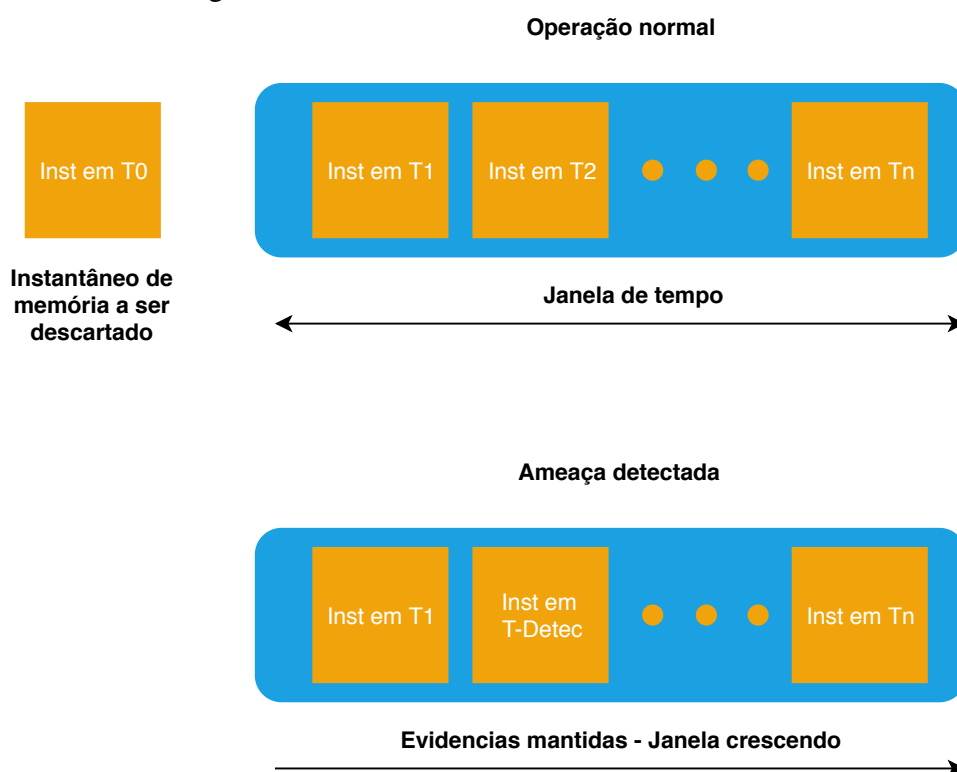 Operação normal
Inst em T0
Inst em T1
Inst em T2
Inst em Tn
Instantâneo de
memória a ser
descartado
Janela de tempo
Ameaça detectada
Inst em T1
Inst em
T-Detec
Inst em Tn
Evidencias mantidas - Janela crescendo